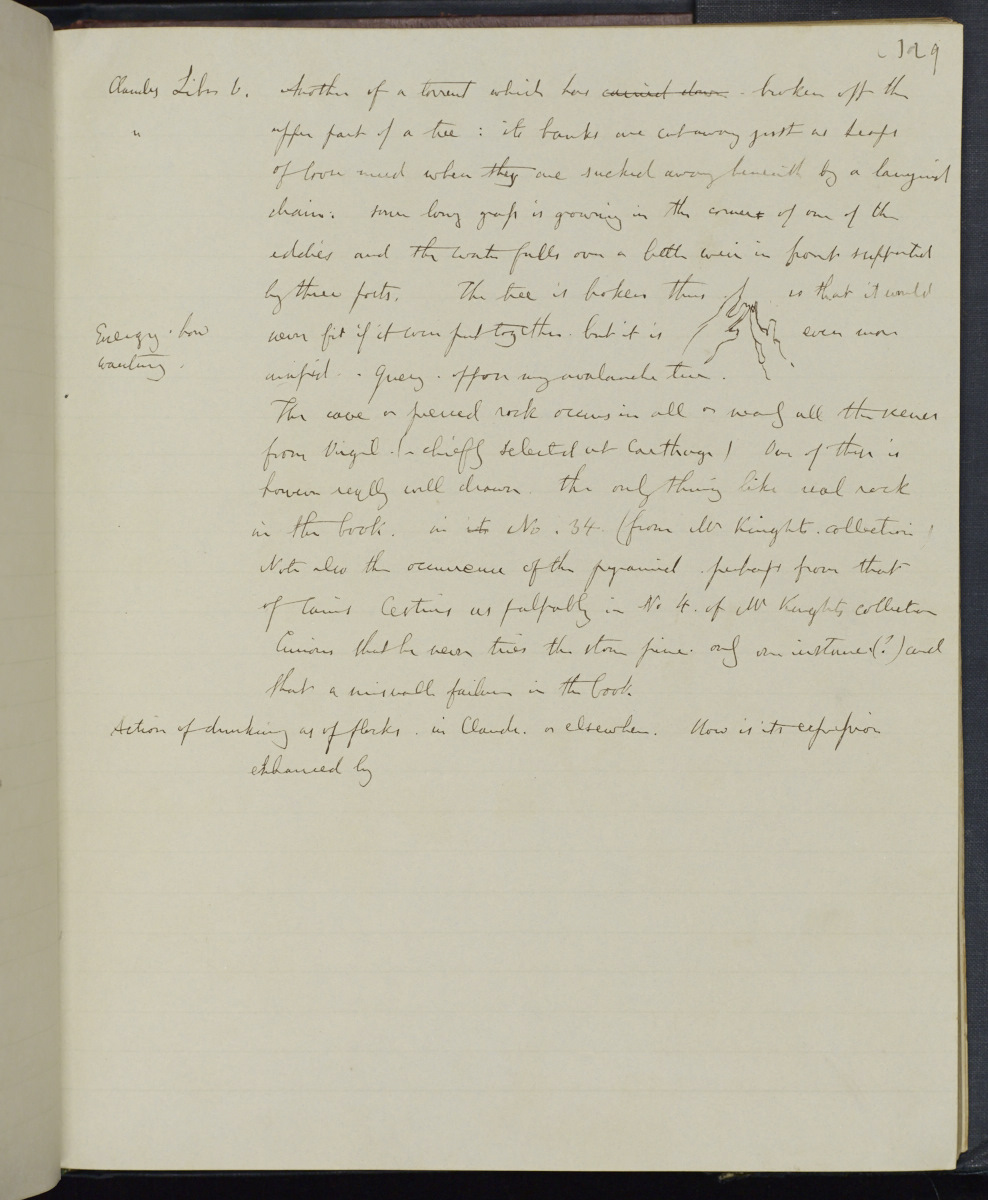 129
Claudes Liber V. Another of a torrent which has carried down - broken off the
" upper part of a tree : its banks are cut away just as heaps
of loose mud when they are sucked away beneath by a
drain: some long grass is growing in the corner of one of the
eddies and the water falls over a little weir in front supported
by three posts. The tree is broken thus so that it would
Energy. how
wanting.
never fit if it were put together. but it is even more
. Query. oppose my avalanche tree.
The cave or pierced rock occurs in all or nearly all the scenes
from Virgil. (- chiefly selected at Carthage) One of these is
however really well drawn. the only thing like real rock
in the book. in its No. 34. (from Mr Knights. collection)
Note also the occurrence of the pyramid. perhaps from that
of Caius Cestius as palpably in No 4. of Mr Knights collection
Curious that he never tries the stone pine. only one instance (?) and
that a miserable failure in the book.
Action of drinking as of flocks. in Claude. or elsewhere. How is its expression
enhanced by